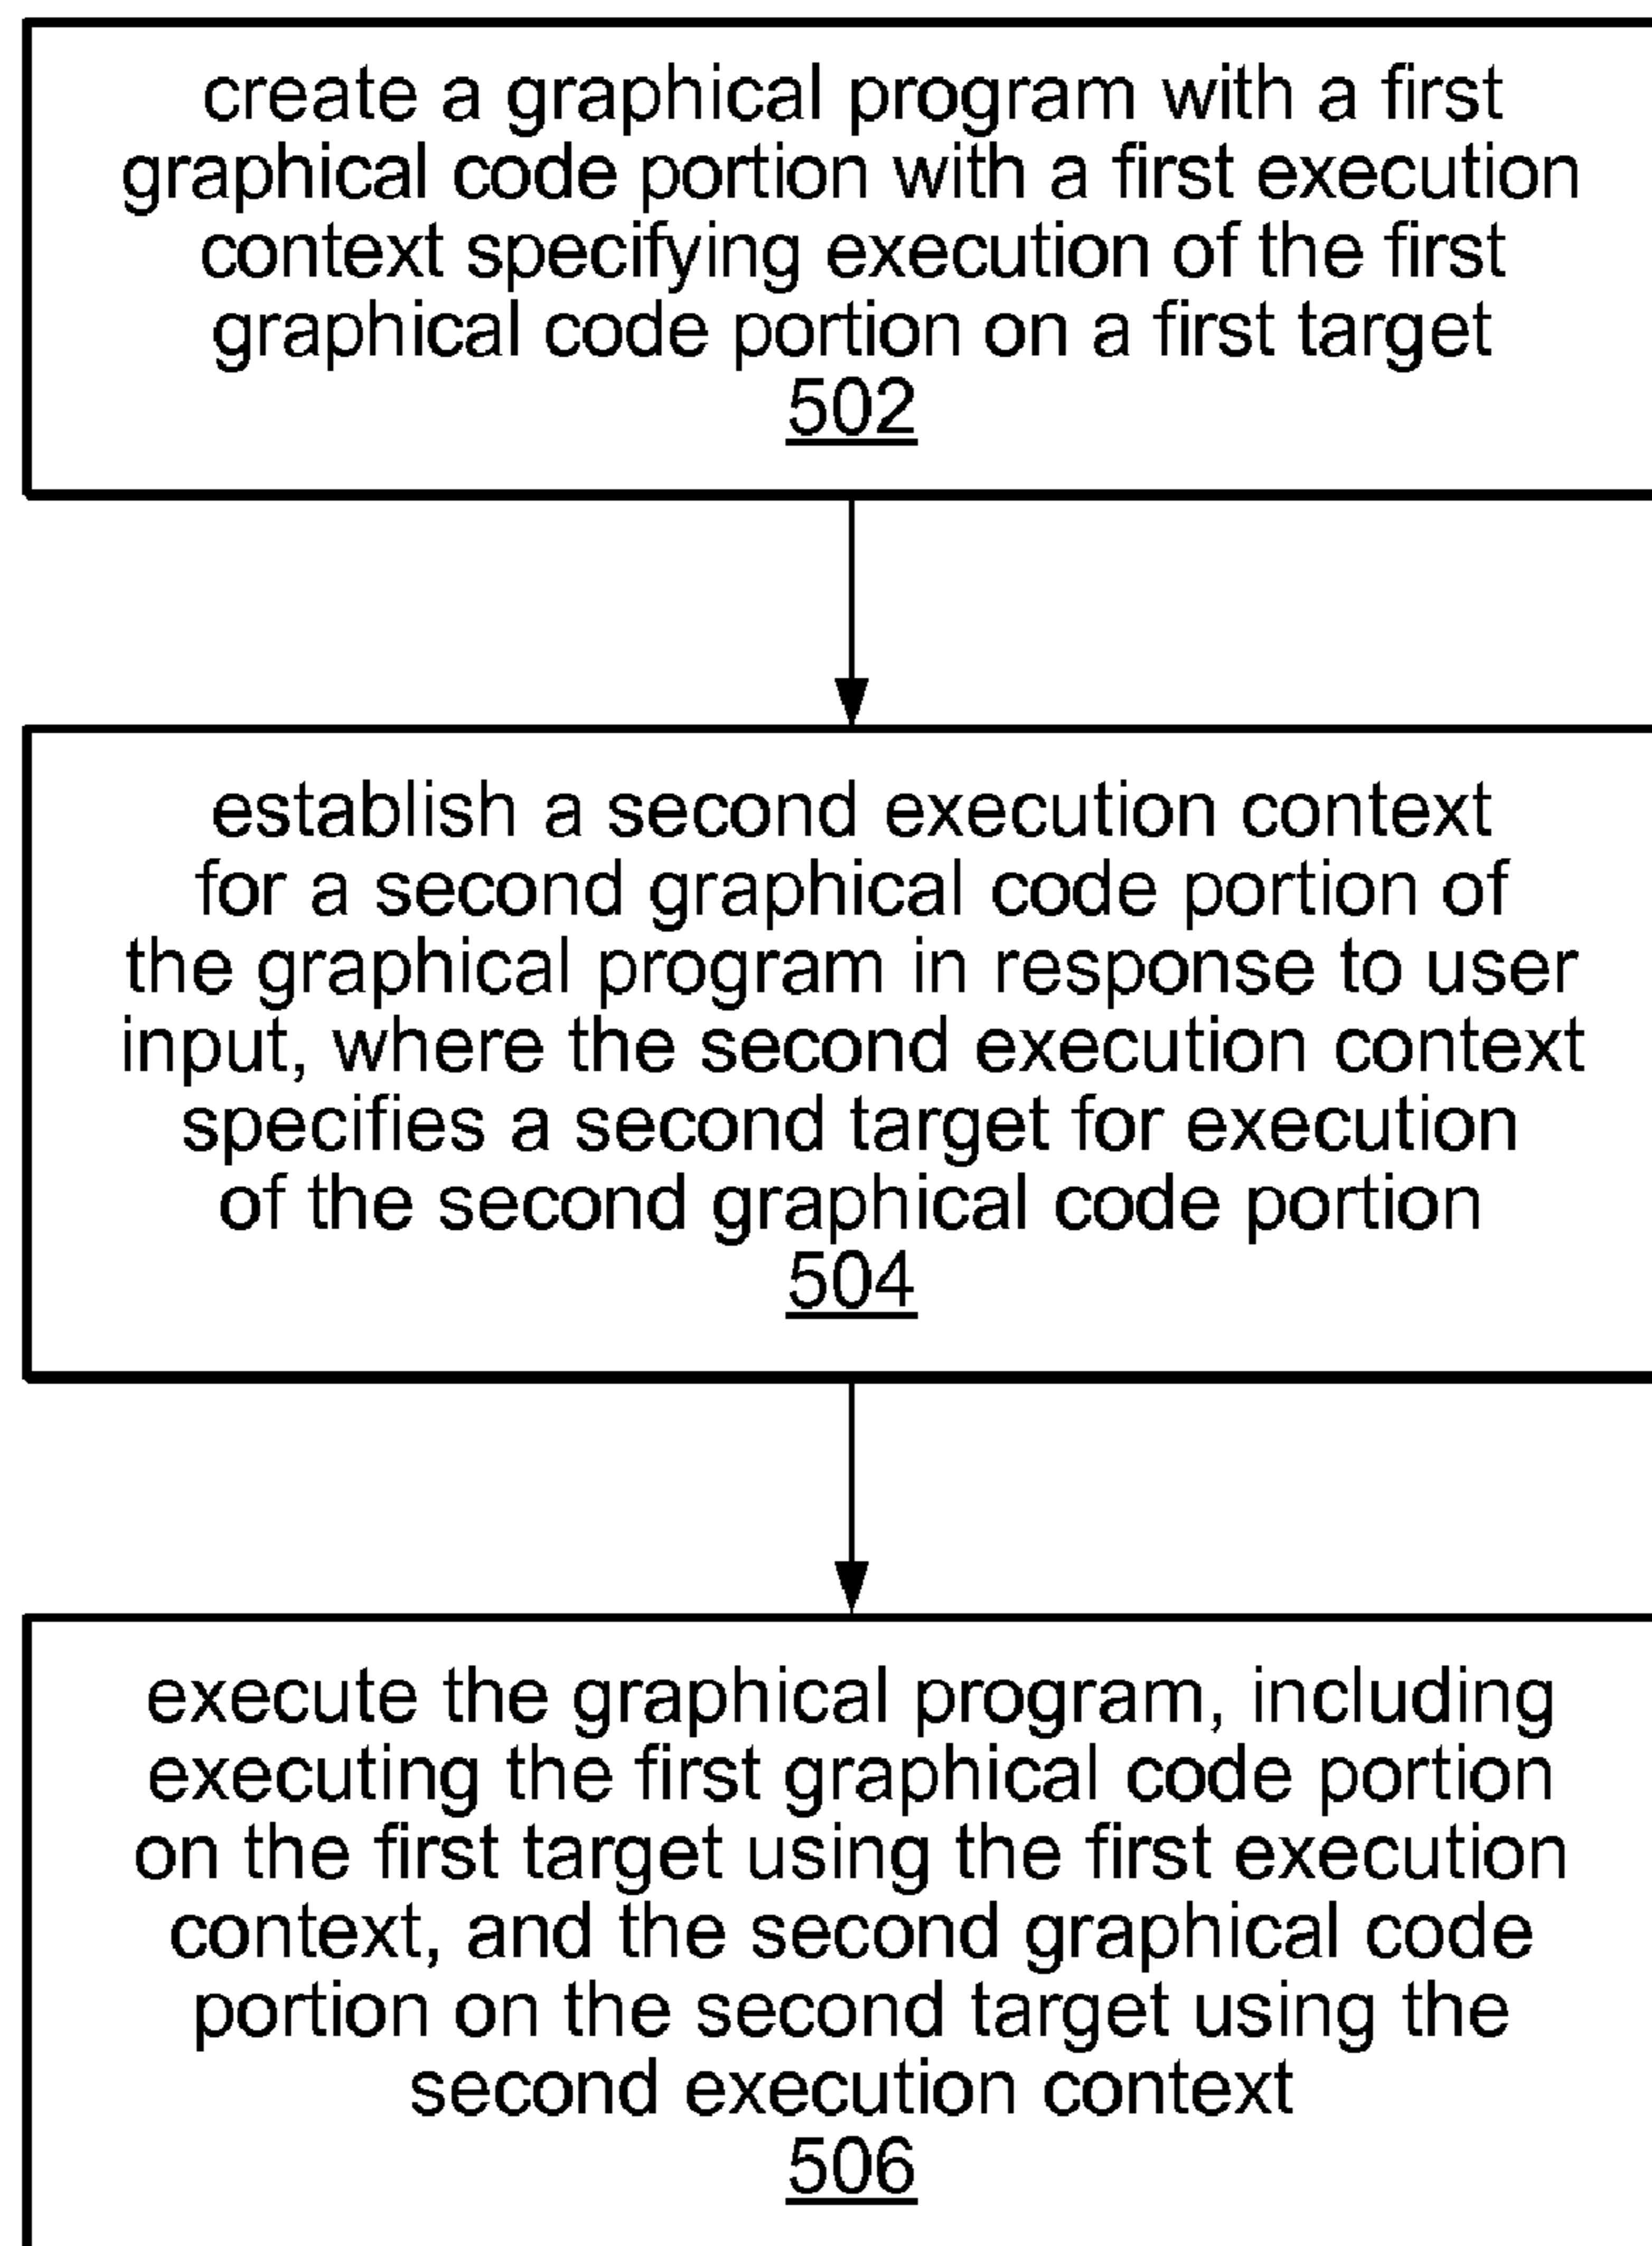 create a graphical program with a first
graphical code portion with a first execution
context specifying execution of the first
graphical code portion on a first target
502
establish a second execution context
for a second graphical code portion of
the graphical program in response to user
input, where the second execution context
specifies a second target for execution
of the second graphical code portion
504
execute the graphical program, including
executing the first graphical code portion
on the first target using the first execution
context, and the second graphical code
portion on the second target using the
second execution context
506